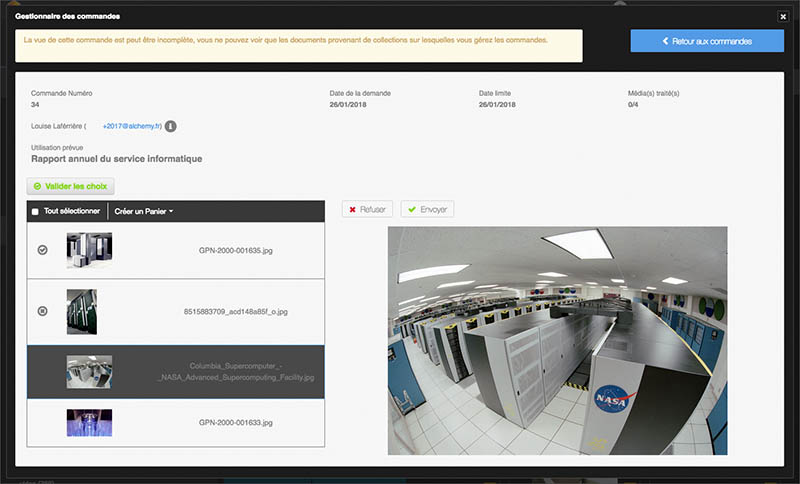 Gestionnaire des commandes
La vue de cette commande est peut être incomplète, vous ne pouvez voir que les documents provenant de collections sur lesquelles vous gérez les commandes.
Retour aux commandes
Commande Numéro
34
Date de la demande
26/01/2018
Date limite
26/01/2018
Média(s) traité(s)
0/4
Louise Laférrière ( +2017@alchemy.fr)
Utilisation prévue
Rapport annuel du service informatique
Valider les choix
Tout sélectionner
Créer un Panier
Refuser
Envoyer
GPN-2000-001635.jpg
8515883709_acd148a85f_o.jpg
Columbia_Supercomputer_-
_NASA_Advanced_Supercomputing_Facility.jpg
GPN-2000-001633.jpg
NASA